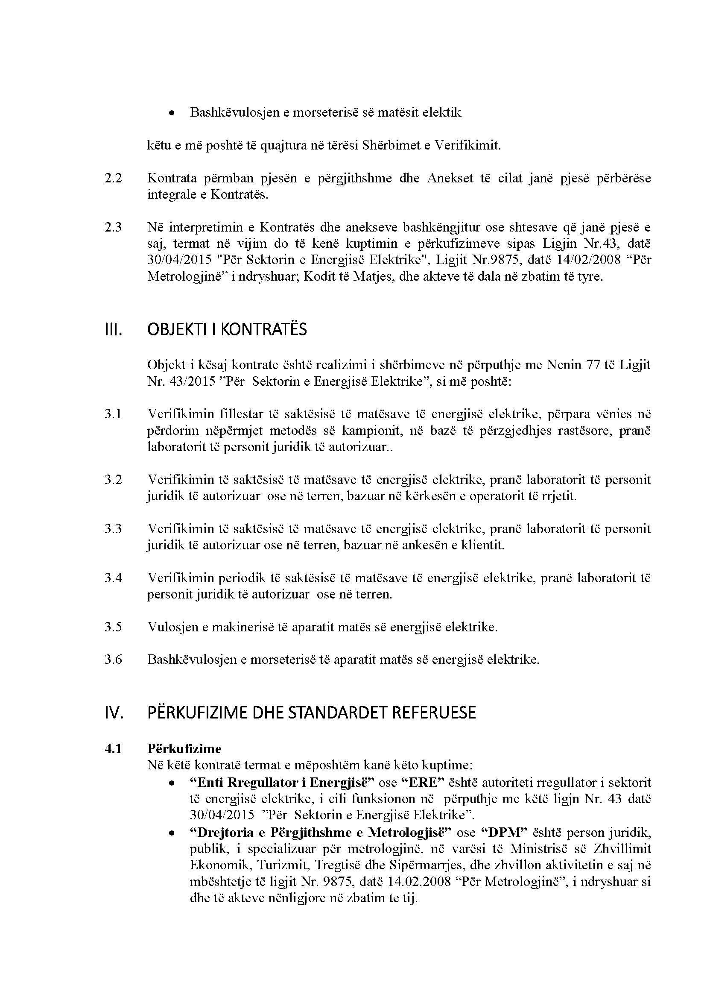 • Bashkëvulosjen e morseterisë së matësit elektik
këtu e më poshtë të quajtura në tërësi Shërbimet e Verifikimit.
2.2 Kontrata përmban pjesën e përgjithshme dhe Anekset të cilat janë pjesë përbërëse
integrale e Kontratës.
2.3 Në interpretimin e Kontratës dhe anekseve bashkëngjitur ose shtesave që janë pjesë e
saj, termat në vijim do të kenë kuptimin e përkufizimeve sipas Ligjin Nr.43, datë
30/04/2015 "Për Sektorin e Energjisë Elektrike", Ligjit Nr.9875, datë 14/02/2008 “Për
Metrologjinë” i ndryshuar; Kodit të Matjes, dhe akteve të dala në zbatim të tyre.
III. OBJEKTI I KONTRATËS
Objekt i kësaj kontrate është realizimi i shërbimeve në përputhje me Nenin 77 të Ligjit
Nr. 43/2015 ”Për  Sektorin e Energjisë Elektrike”, si më poshtë:
3.1 Verifikimin fillestar të saktësisë të matësave të energjisë elektrike, përpara vënies në
përdorim nëpërmjet metodës së kampionit, në bazë të përzgjedhjes rastësore, pranë
laboratorit të personit juridik të autorizuar..
3.2 Verifikimin të saktësisë të matësave të energjisë elektrike, pranë laboratorit të personit
juridik të autorizuar  ose në terren, bazuar në kërkesën e operatorit të rrjetit.
3.3 Verifikimin të saktësisë të matësave të energjisë elektrike, pranë laboratorit të personit
juridik të autorizuar ose në terren, bazuar në ankesën e klientit.
3.4 Verifikimin periodik të saktësisë të matësave të energjisë elektrike, pranë laboratorit të
personit juridik të autorizuar  ose në terren.
3.5 Vulosjen e makinerisë të aparatit matës së energjisë elektrike.
3.6 Bashkëvulosjen e morseterisë të aparatit matës së energjisë elektrike.
IV. PËRKUFIZIME DHE STANDARDET REFERUESE
4.1 Përkufizime
Në këtë kontratë termat e mëposhtëm kanë këto kuptime:
• “Enti Rregullator i Energjisë” ose “ERE” është autoriteti rregullator i sektorit
të energjisë elektrike, i cili funksionon në  përputhje me këtë ligjn Nr. 43 datë
30/04/2015  ”Për  Sektorin e Energjisë Elektrike”.
• “Drejtoria e Përgjithshme e Metrologjisë” ose “DPM” është person juridik,
publik, i specializuar për metrologjinë, në varësi të Ministrisë së Zhvillimit
Ekonomik, Turizmit, Tregtisë dhe Sipërmarrjes, dhe zhvillon aktivitetin e saj në
mbështetje të ligjit Nr. 9875, datë 14.02.2008 “Për Metrologjinë”, i ndryshuar si
dhe të akteve nënligjore në zbatim te tij.